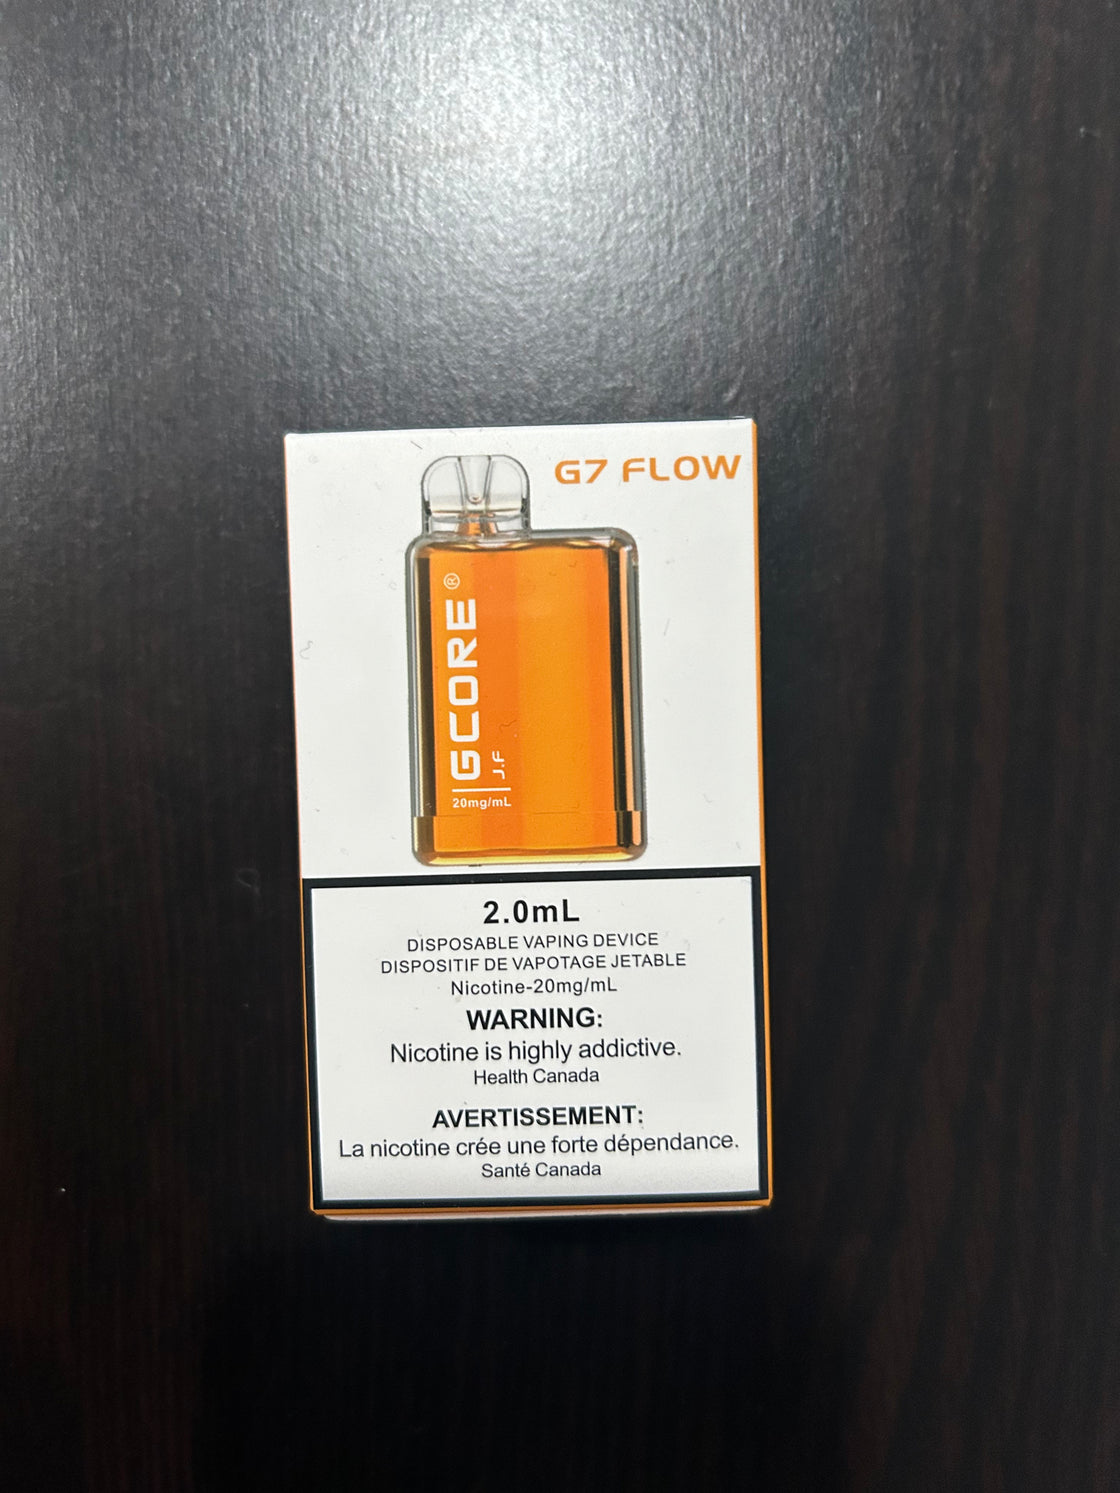 G7 FLOW
GCORE®
J.F
20mg/mL
2.0mL
DISPOSABLE VAPING DEVICE
DISPOSITIF DE VAPOTAGE JETABLE
Nicotine-20mg/mL
WARNING:
Nicotine is highly addictive.
Health Canada
AVERTISSEMENT:
La nicotine crée une forte dépendance.
Santé Canada